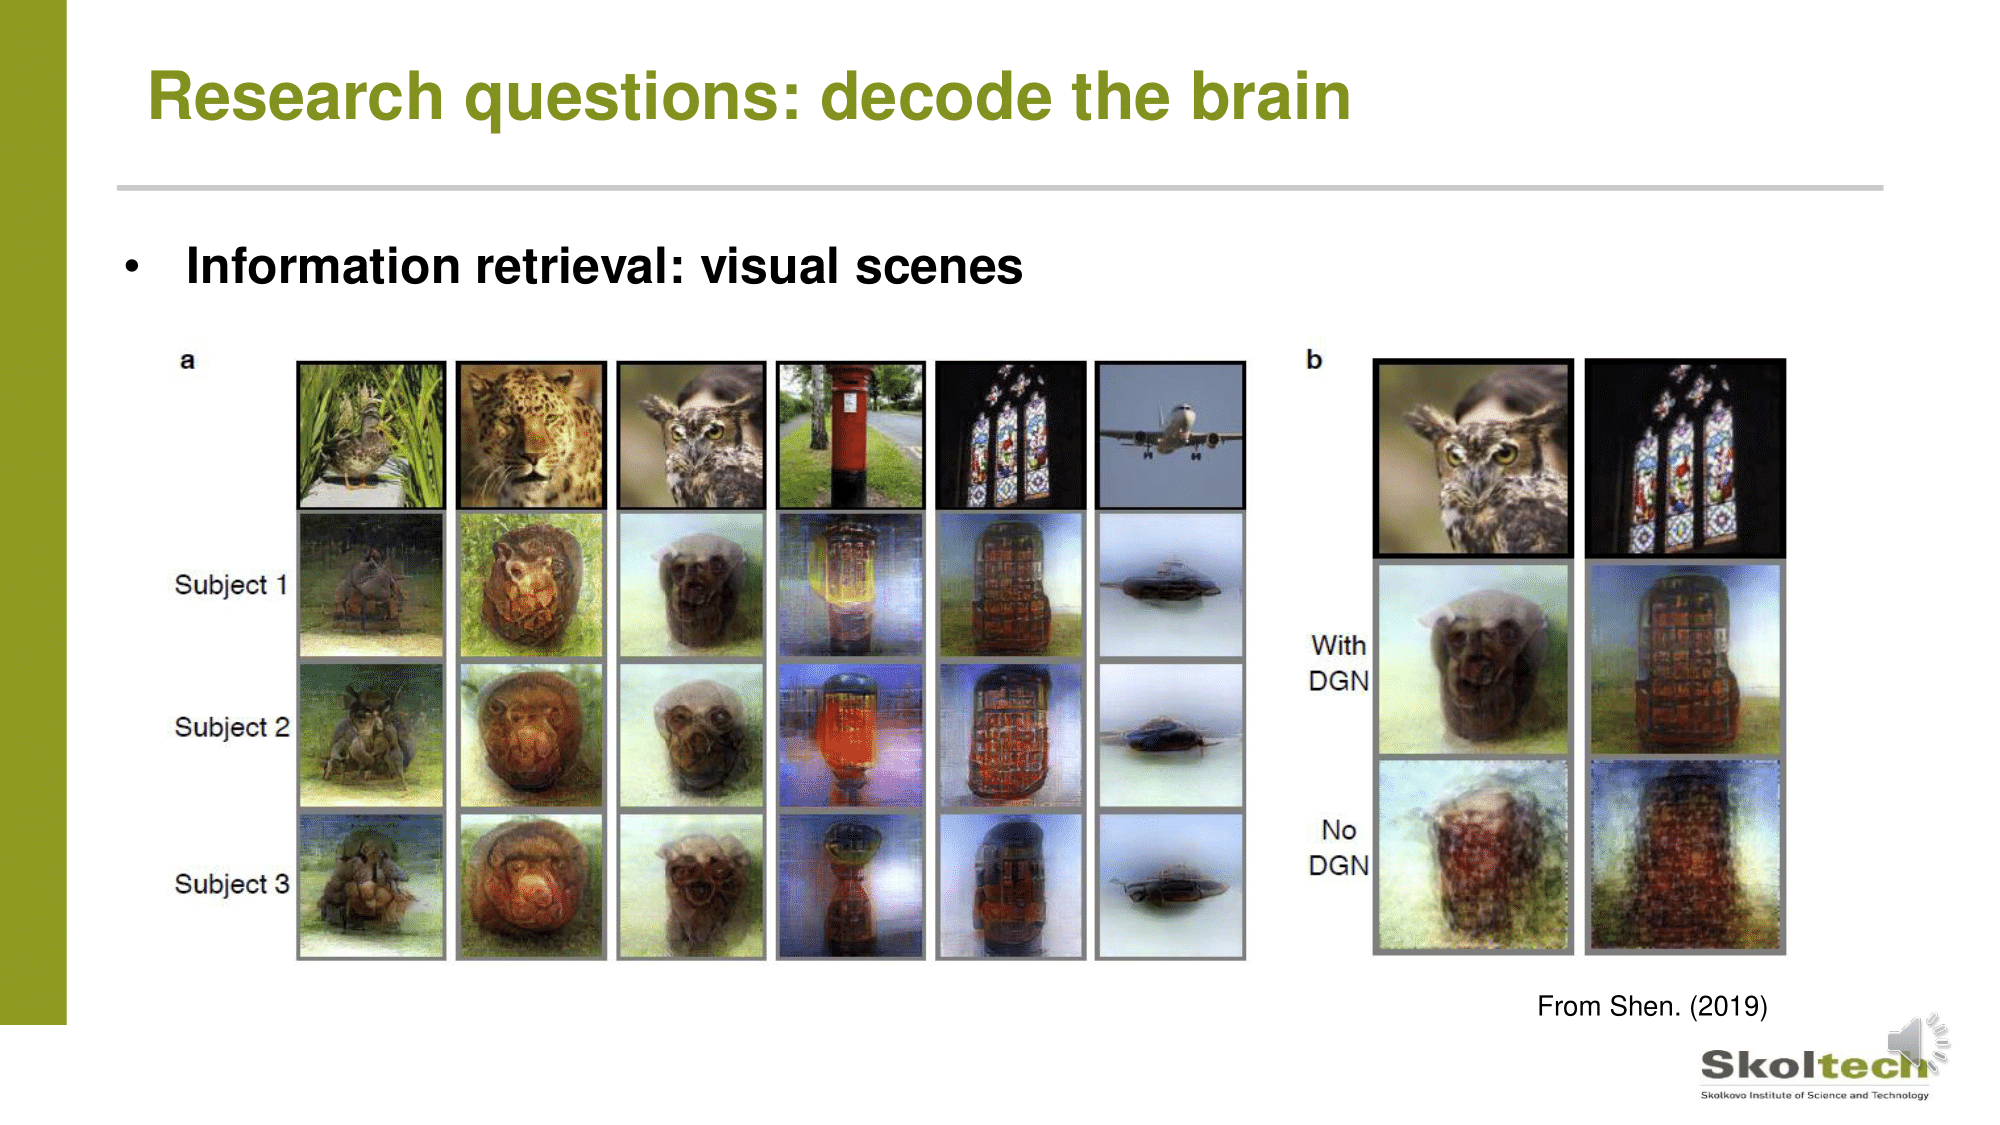 Research questions: decode the brain
• Information retrieval: visual scenes
a
Subject 1
Subject 2
Subject 3
b
With
DGN
No
DGN
From Shen. (2019)
Skoltech
Skolkovo Institute of Science and Technology